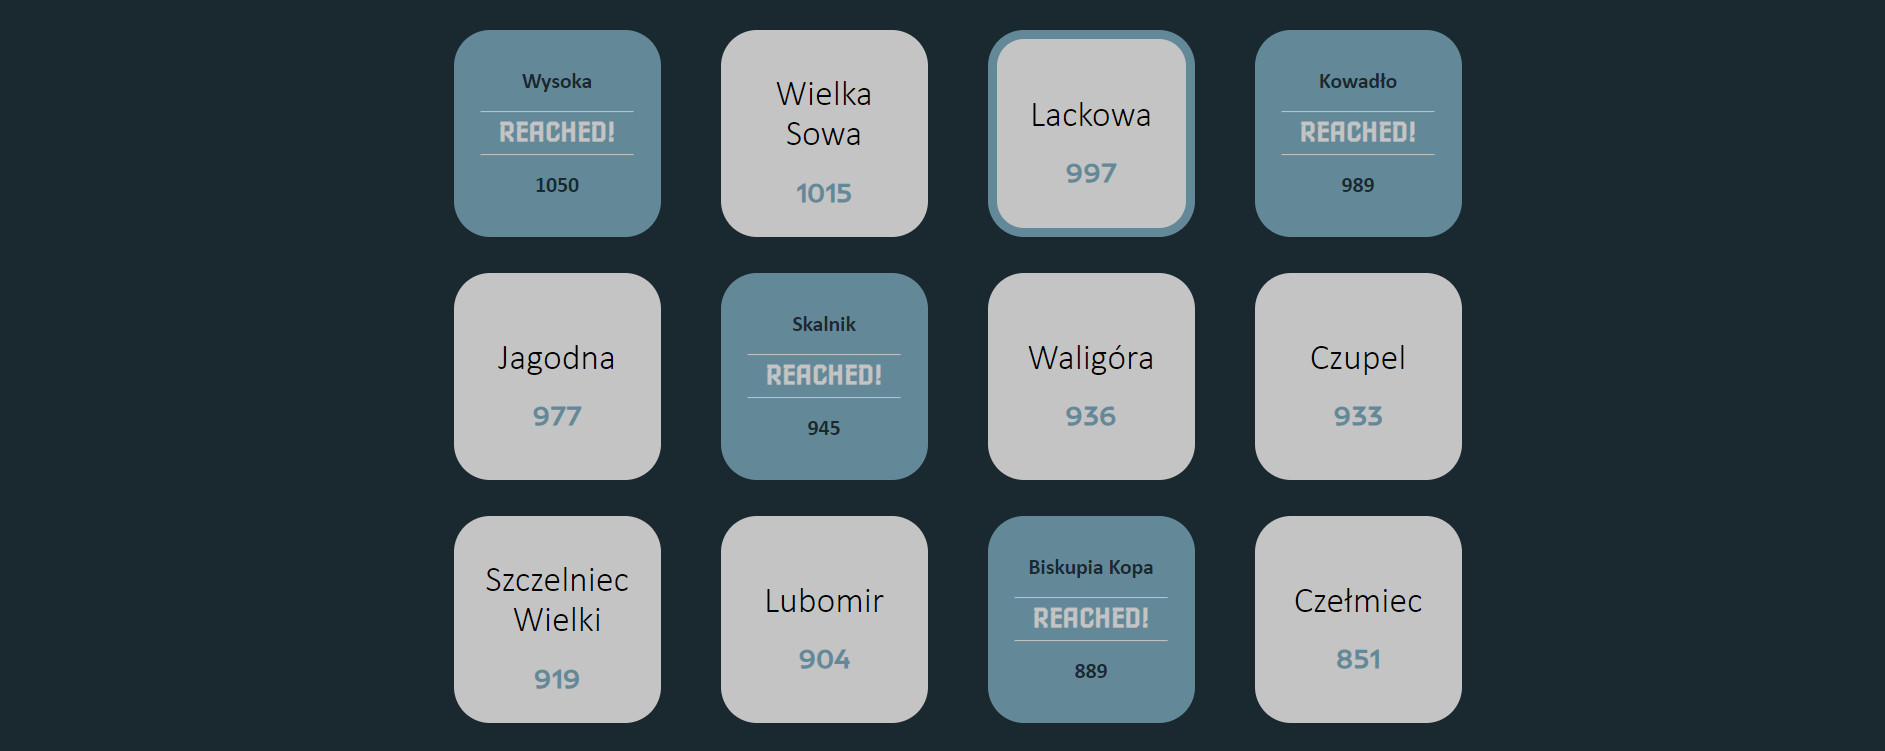 Wysoka
REACHED!
1050
Wielka
Sowa
1015
Lackowa
997
Kowadło
REACHED!
989
Jagodna
977
Skalnik
REACHED!
945
Waligóra
936
Czupel
933
Szczelniec
Wielki
919
Lubomir
904
Biskupia Kopa
REACHED!
889
Czełmiec
851